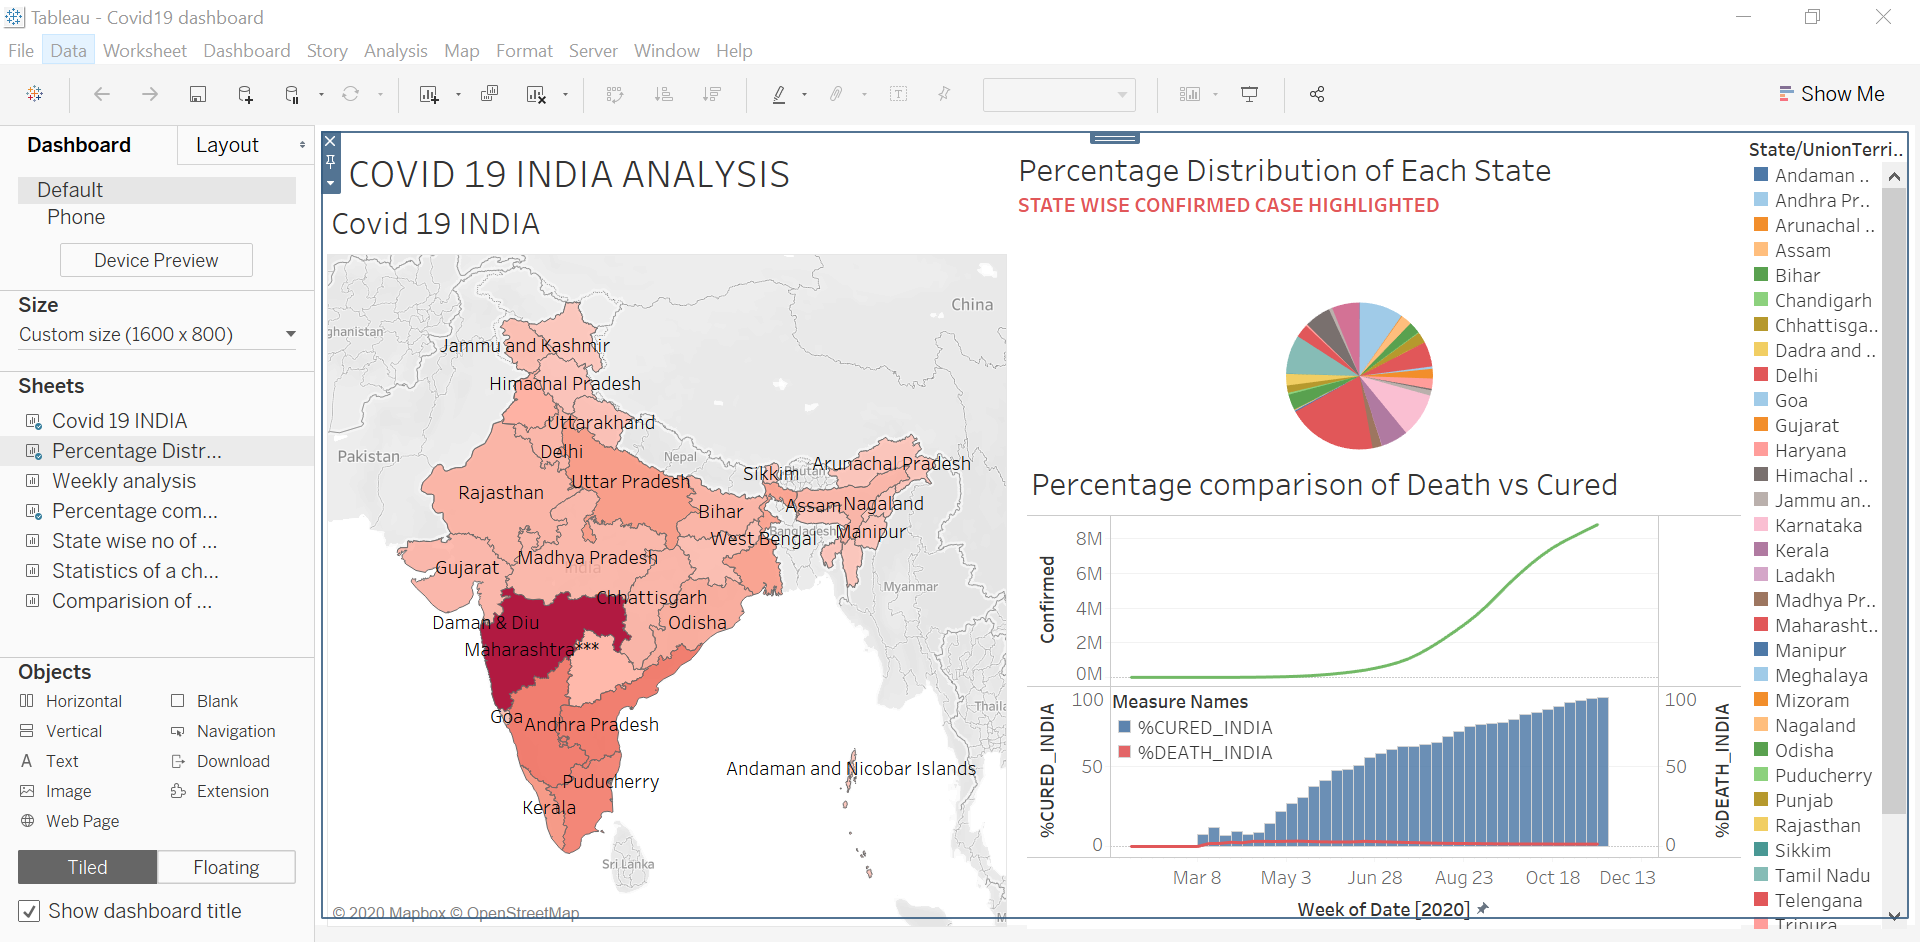 Tableau - Covid19 dashboard
File Data Worksheet Dashboard Story Analysis Map Format Server Window Help
Show Me
Dashboard Layout
Default
Phone
Device Preview
Size
Custom size (1600 x 800)
Sheets
Covid 19 INDIA
Percentage Distr...
Weekly analysis
Percentage com...
State wise no of ...
Statistics of a ch...
Comparision of ...
Objects
Horizontal Blank
Vertical Navigation
Text Download
Image Extension
Web Page
Tiled Floating
Show dashboard title
COVID 19 INDIA ANALYSIS
Covid 19 INDIA
China
ghanistan
Jammu and Kashmir
Himachal Pradesh
Uttarakhand
Delhi
Pakistan
Nepal
Arunachal Pradesh
Sikkim
Bhutan
Uttar Pradesh
Rajasthan
Assam
Nagaland
Bihar
Bangladesh
Manipur
West Bengal
Madhya Pradesh
India
Gujarat
Myanmar
Chhattisgarh
Daman & Diu
Odisha
Maharashtra***
Thaila
Goa
Andhra Pradesh
Andaman and Nicobar Islands
Puducherry
Kerala
Sri Lanka
M
© 2020 Mapbox © OpenStreetMap
Percentage Distribution of Each State
STATE WISE CONFIRMED CASE HIGHLIGHTED
Percentage comparison of Death vs Cured
Confirmed
8M
6M
4M
2M
0M
%CURED_INDIA
100
50
0
Measure Names
%CURED_INDIA
%DEATH_INDIA
100
50
0
%DEATH_INDIA
Mar 8 May 3 Jun 28 Aug 23 Oct 18 Dec 13
Week of Date [2020]
State/UnionTerri..
Andaman ..
Andhra Pr..
Arunachal ..
Assam
Bihar
Chandigarh
Chhattisga..
Dadra and ..
Delhi
Goa
Gujarat
Haryana
Himachal ..
Jammu an..
Karnataka
Kerala
Ladakh
Madhya Pr..
Maharasht..
Manipur
Meghalaya
Mizoram
Nagaland
Odisha
Puducherry
Punjab
Rajasthan
Sikkim
Tamil Nadu
Telengana
Tripura